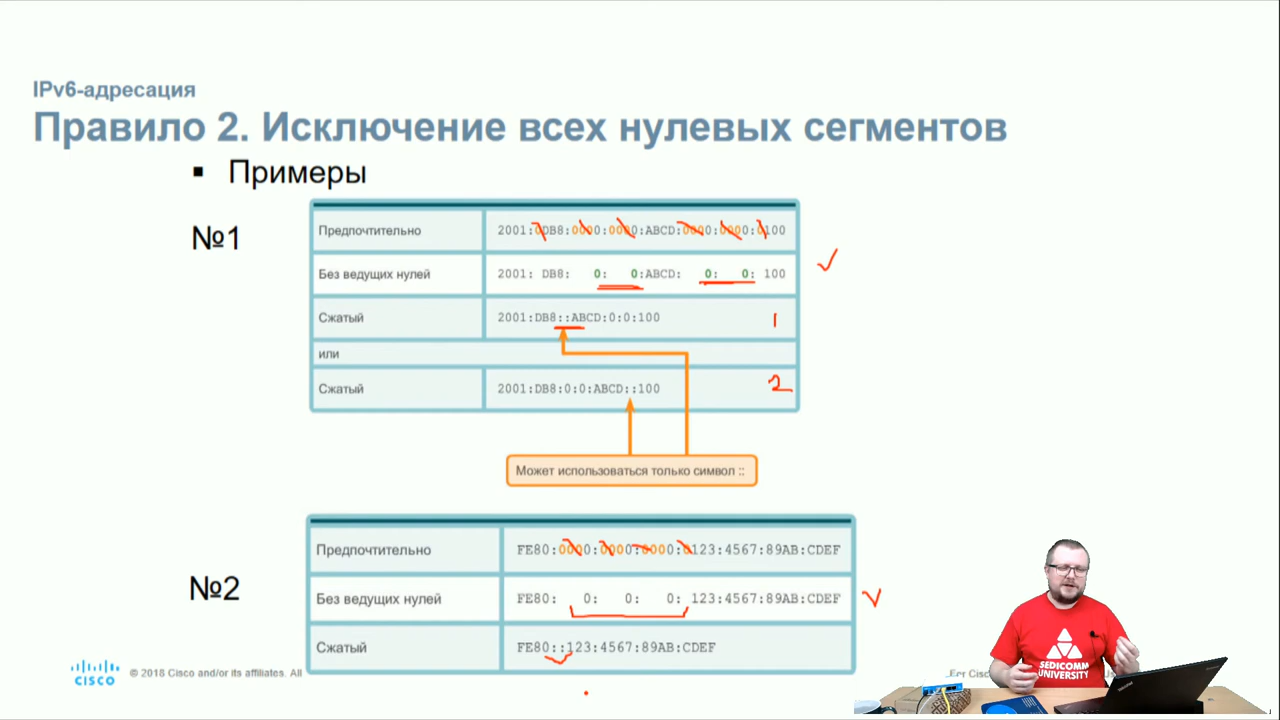 IPv6-адресация
Правило 2. Исключение всех нулевых сегментов
▪ Примеры
№1
Предпочтительно 2001:0DB8:0000:0000:ABCD:0000:0000:0100
Без ведущих нулей 2001: DB8: 0: 0:ABCD: 0: 0: 100
Сжатый 2001:DB8::ABCD:0:0:100 1
или
Сжатый 2001:DB8:0:0:ABCD::100 2
Может использоваться только символ ::
№2
Предпочтительно FE80:0000:0000:0000:0123:4567:89AB:CDEF
Без ведущих нулей FE80: 0: 0: 0: 123:4567:89AB:CDEF
Сжатый FE80::123:4567:89AB:CDEF
CISCO
© 2018 Cisco and/or its affiliates. All
Cisc
SEDICOMM
UNIVERSITY